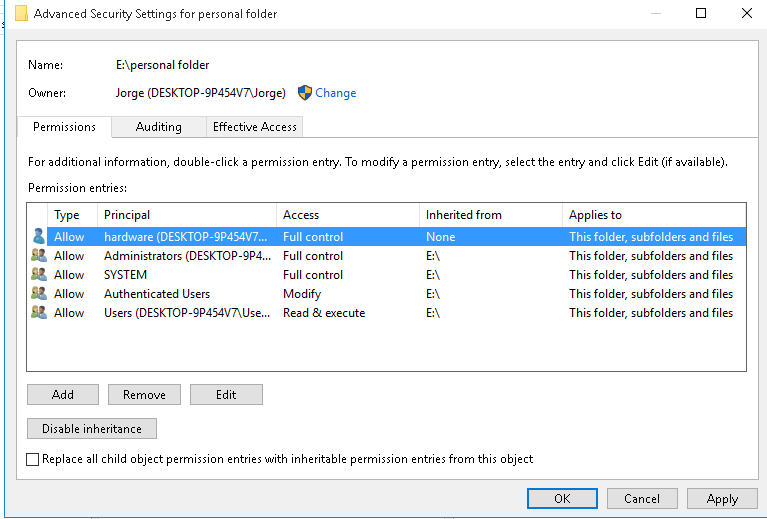 Advanced Security Settings for personal folder
Name: E:\personal folder
Owner: Jorge (DESKTOP-9P454V7\Jorge) Change
Permissions Auditing Effective Access
For additional information, double-click a permission entry. To modify a permission entry, select the entry and click Edit (if available).
Permission entries:
Type Principal Access Inherited from Applies to
Allow hardware (DESKTOP-9P454V7... Full control None This folder, subfolders and files
Allow Administrators (DESKTOP-9P4... Full control E:\ This folder, subfolders and files
Allow SYSTEM Full control E:\ This folder, subfolders and files
Allow Authenticated Users Modify E:\ This folder, subfolders and files
Allow Users (DESKTOP-9P454V7\Use... Read & execute E:\ This folder, subfolders and files
Add Remove Edit
Disable inheritance
Replace all child object permission entries with inheritable permission entries from this object
OK Cancel Apply